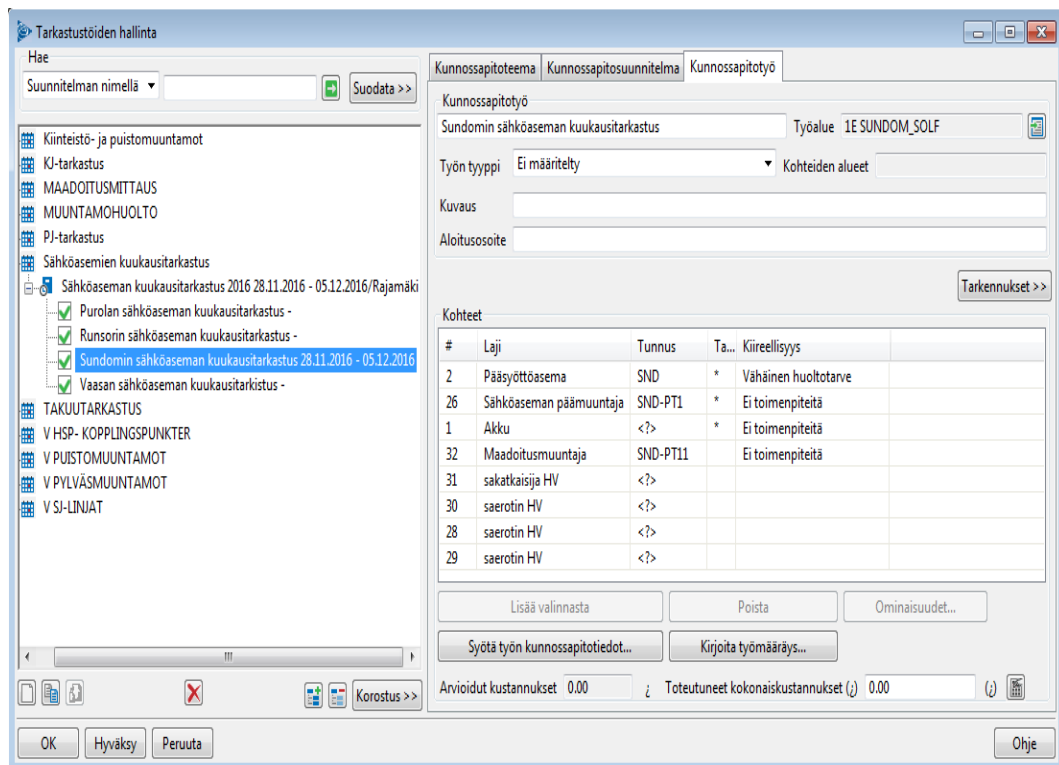 Tarkastustöiden hallinta
Hae
Suunnitelman nimellä
Suodata >>
Kiinteistö- ja puistomuuntamot
KJ-tarkastus
MAADOITUSMITTAUS
MUUNTAMOHUOLTO
PJ-tarkastus
Sähköasemien kuukausitarkastus
Sähköaseman kuukausitarkastus 2016 28.11.2016 - 05.12.2016/Rajamäki
Purolan sähköaseman kuukausitarkastus -
Runsorin sähköaseman kuukausitarkastus -
Sundomin sähköaseman kuukausitarkastus 28.11.2016 - 05.12.2016
Vaasan sähköaseman kuukausitarkistus -
TAKUUTARKASTUS
V HSP- KOPPLINGSPUNKTER
V PUISTOMUUNTAMOT
V PYLVÄSMUUNTAMOT
V SJ-LINJAT
Korostus >>
Kunnossapitoteema Kunnossapitosuunnitelma Kunnossapitotyö
Kunnossapitotyö
Sundomin sähköaseman kuukausitarkastus Työalue 1E SUNDOM_SOLF
Työn tyyppi Ei määritelty Kohteiden alueet
Kuvaus
Aloitusosoite
Tarkennukset >>
Kohteet
# Laji Tunnus Ta... Kiireellisyys
2 Pääsyöttöasema SND * Vähäinen huoltotarve
26 Sähköaseman päämuuntaja SND-PT1 * Ei toimenpiteitä
1 Akku <?> * Ei toimenpiteitä
32 Maadoitusmuuntaja SND-PT11 Ei toimenpiteitä
31 sakatkaisija HV <?>
30 saerotin HV <?>
28 saerotin HV <?>
29 saerotin HV <?>
Lisää valinnasta Poista Ominaisuudet...
Syötä työn kunnossapitotiedot... Kirjoita työmääräys...
Arvioidut kustannukset 0.00 ¿ Toteutuneet kokonaiskustannukset (¿) 0.00 (¿)
OK Hyväksy Peruuta Ohje